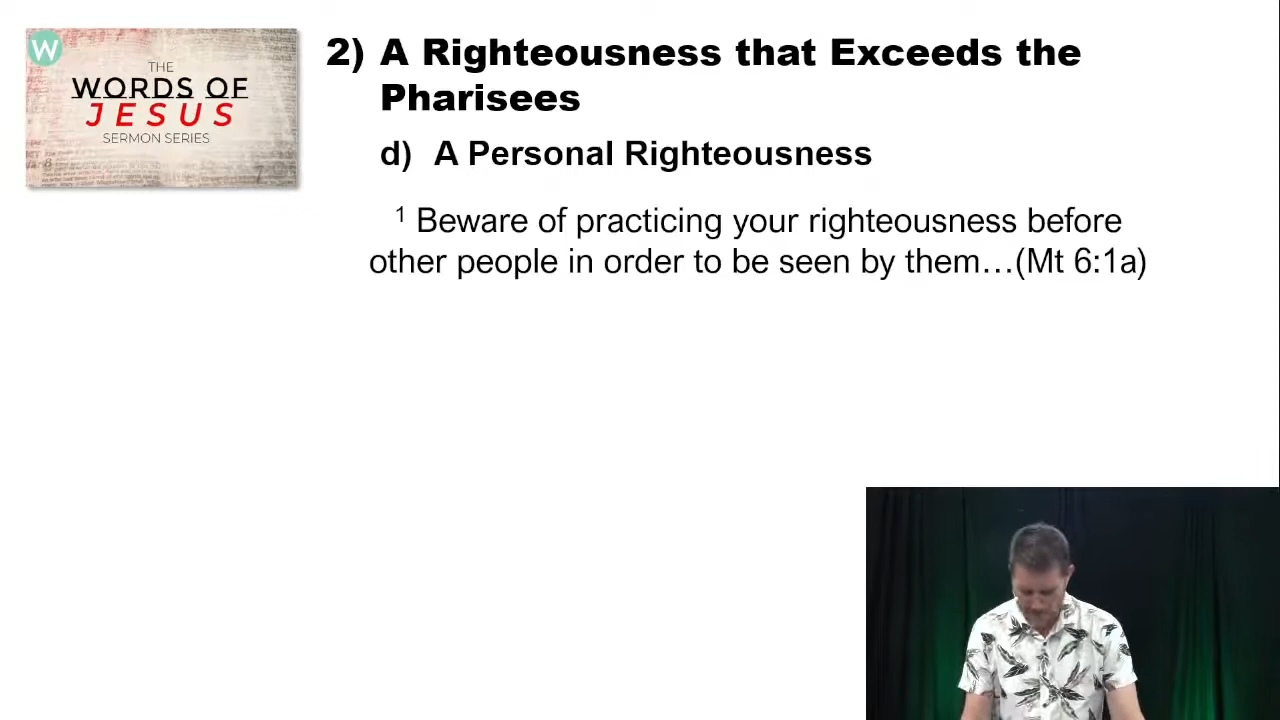 W
THE
WORDS OF
JESUS
SERMON SERIES
2) A Righteousness that Exceeds the
Pharisees
d) A Personal Righteousness
1 Beware of practicing your righteousness before
other people in order to be seen by them…(Mt 6:1a)